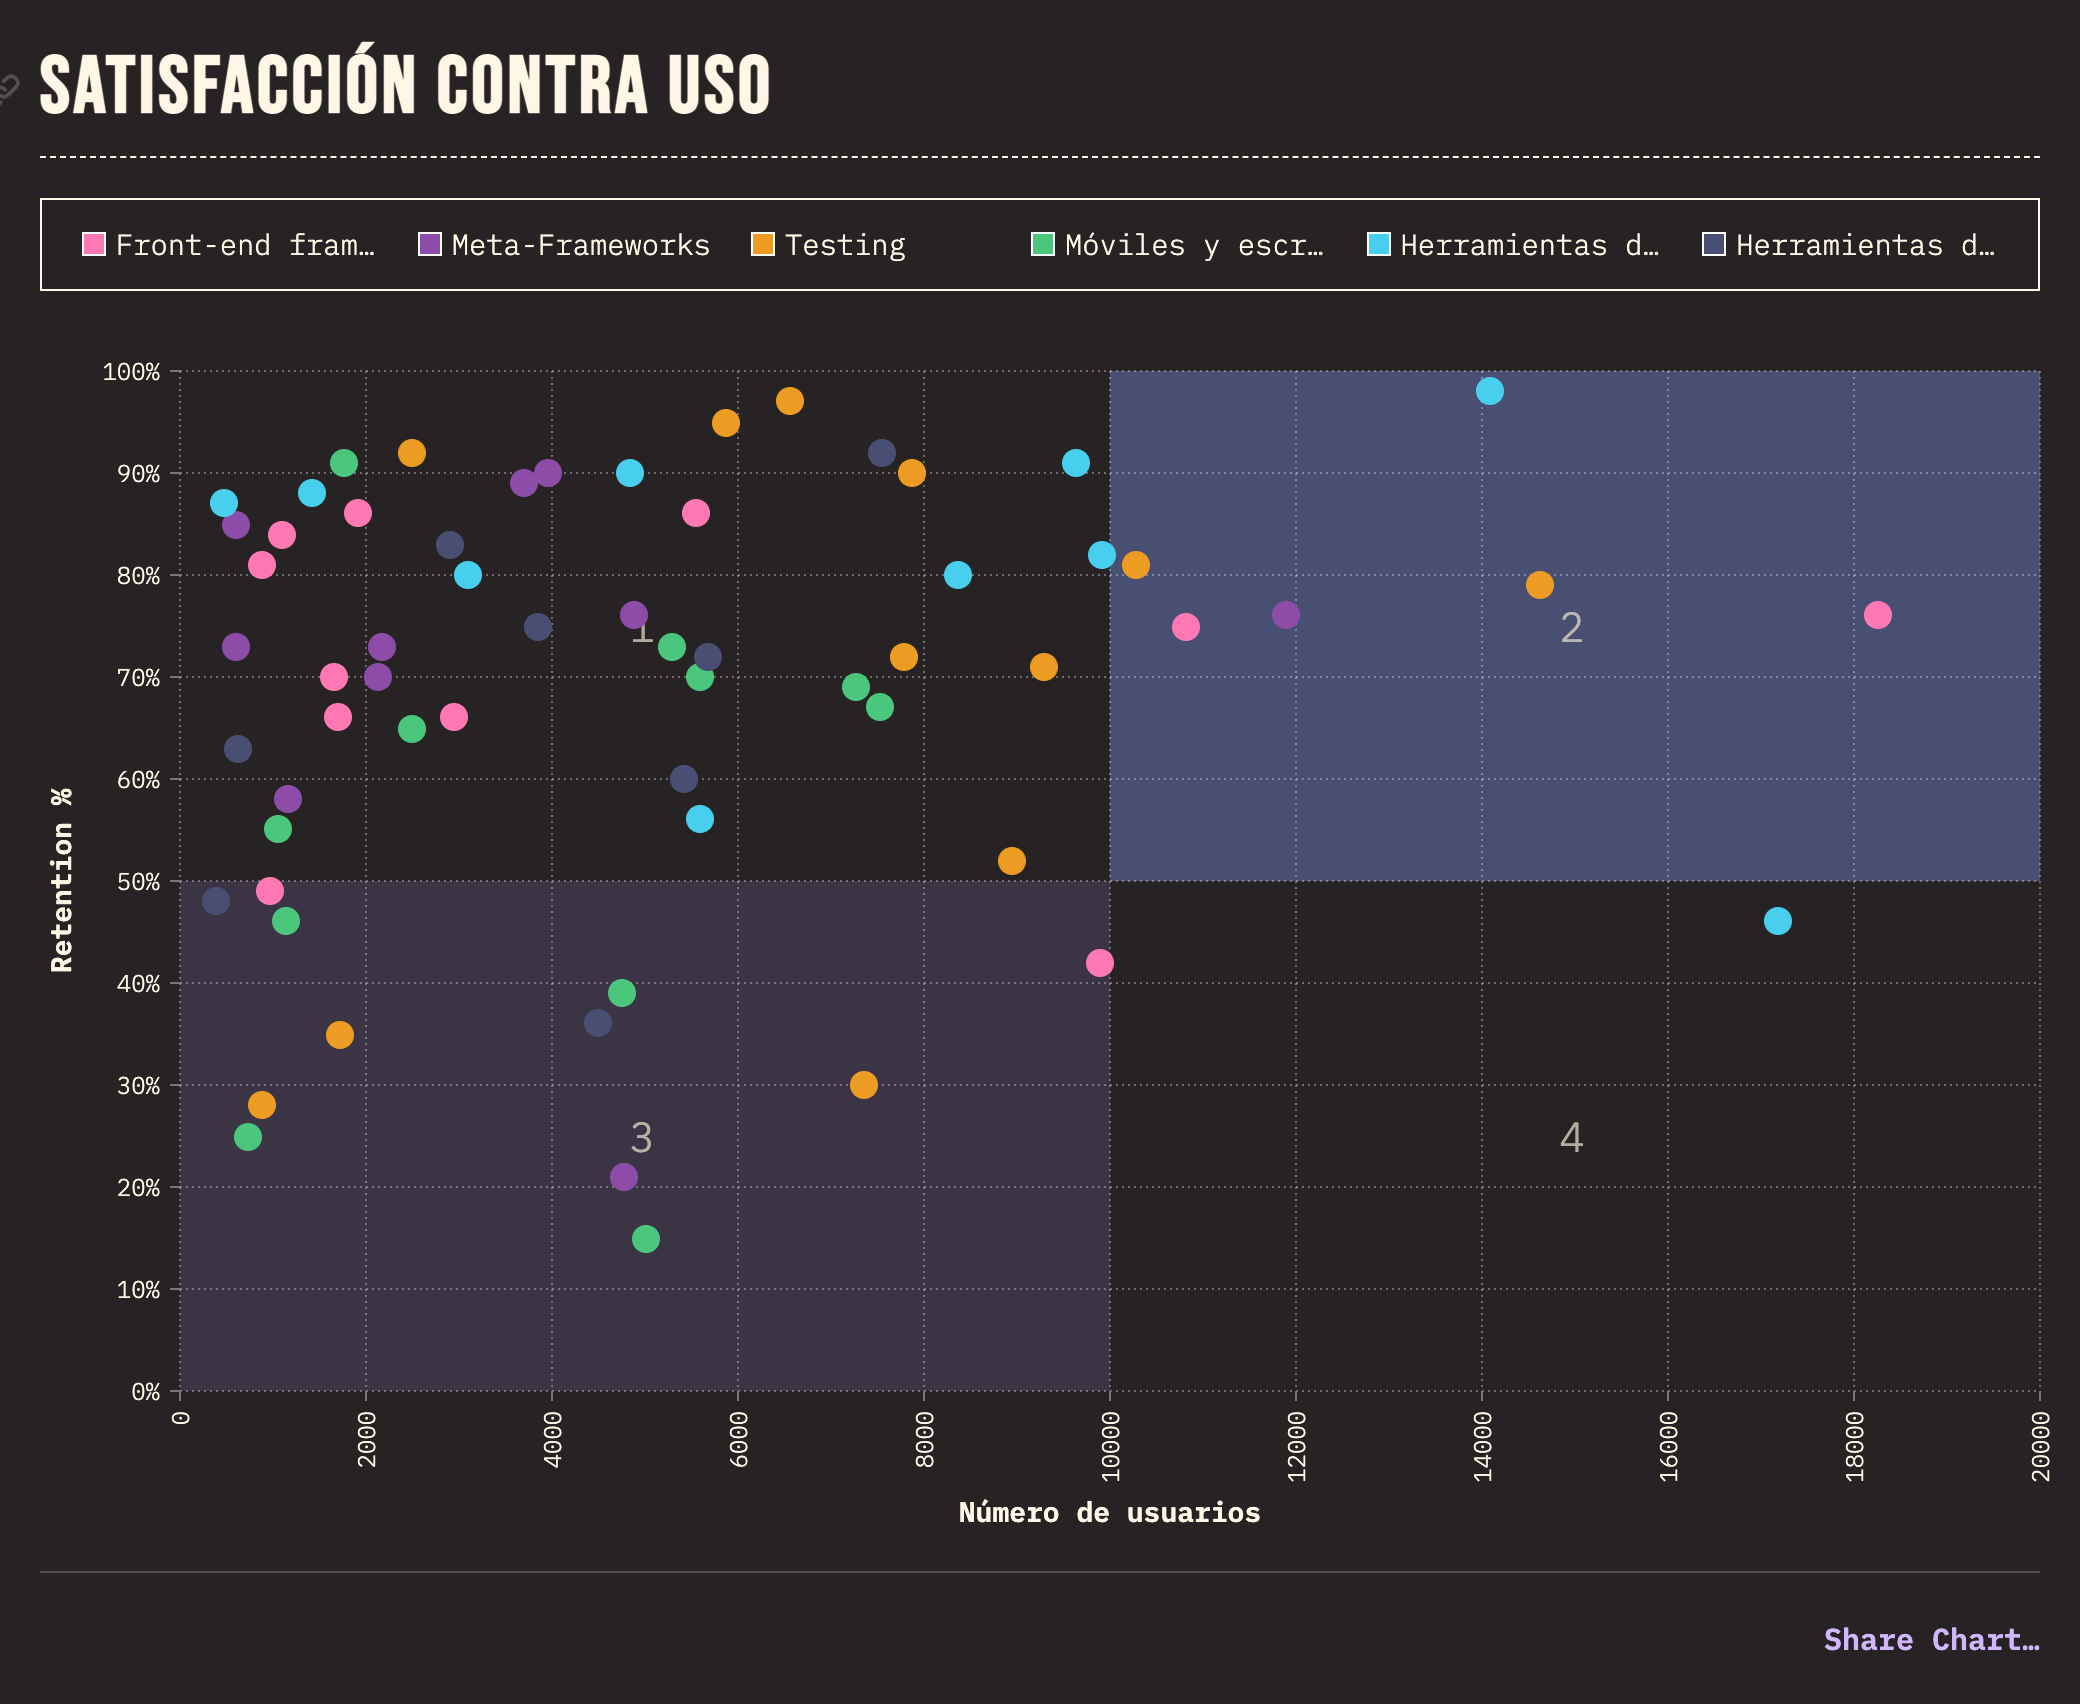 SATISFACCIÓN CONTRA USO
Front-end fram…
Meta-Frameworks
Testing
Móviles y escr…
Herramientas d…
Herramientas d…
100%
90%
80%
70%
60%
50%
40%
30%
20%
10%
0%
Retention %
1
2
3
4
0
2000
4000
6000
8000
10000
12000
14000
16000
18000
20000
Número de usuarios
Share Chart…